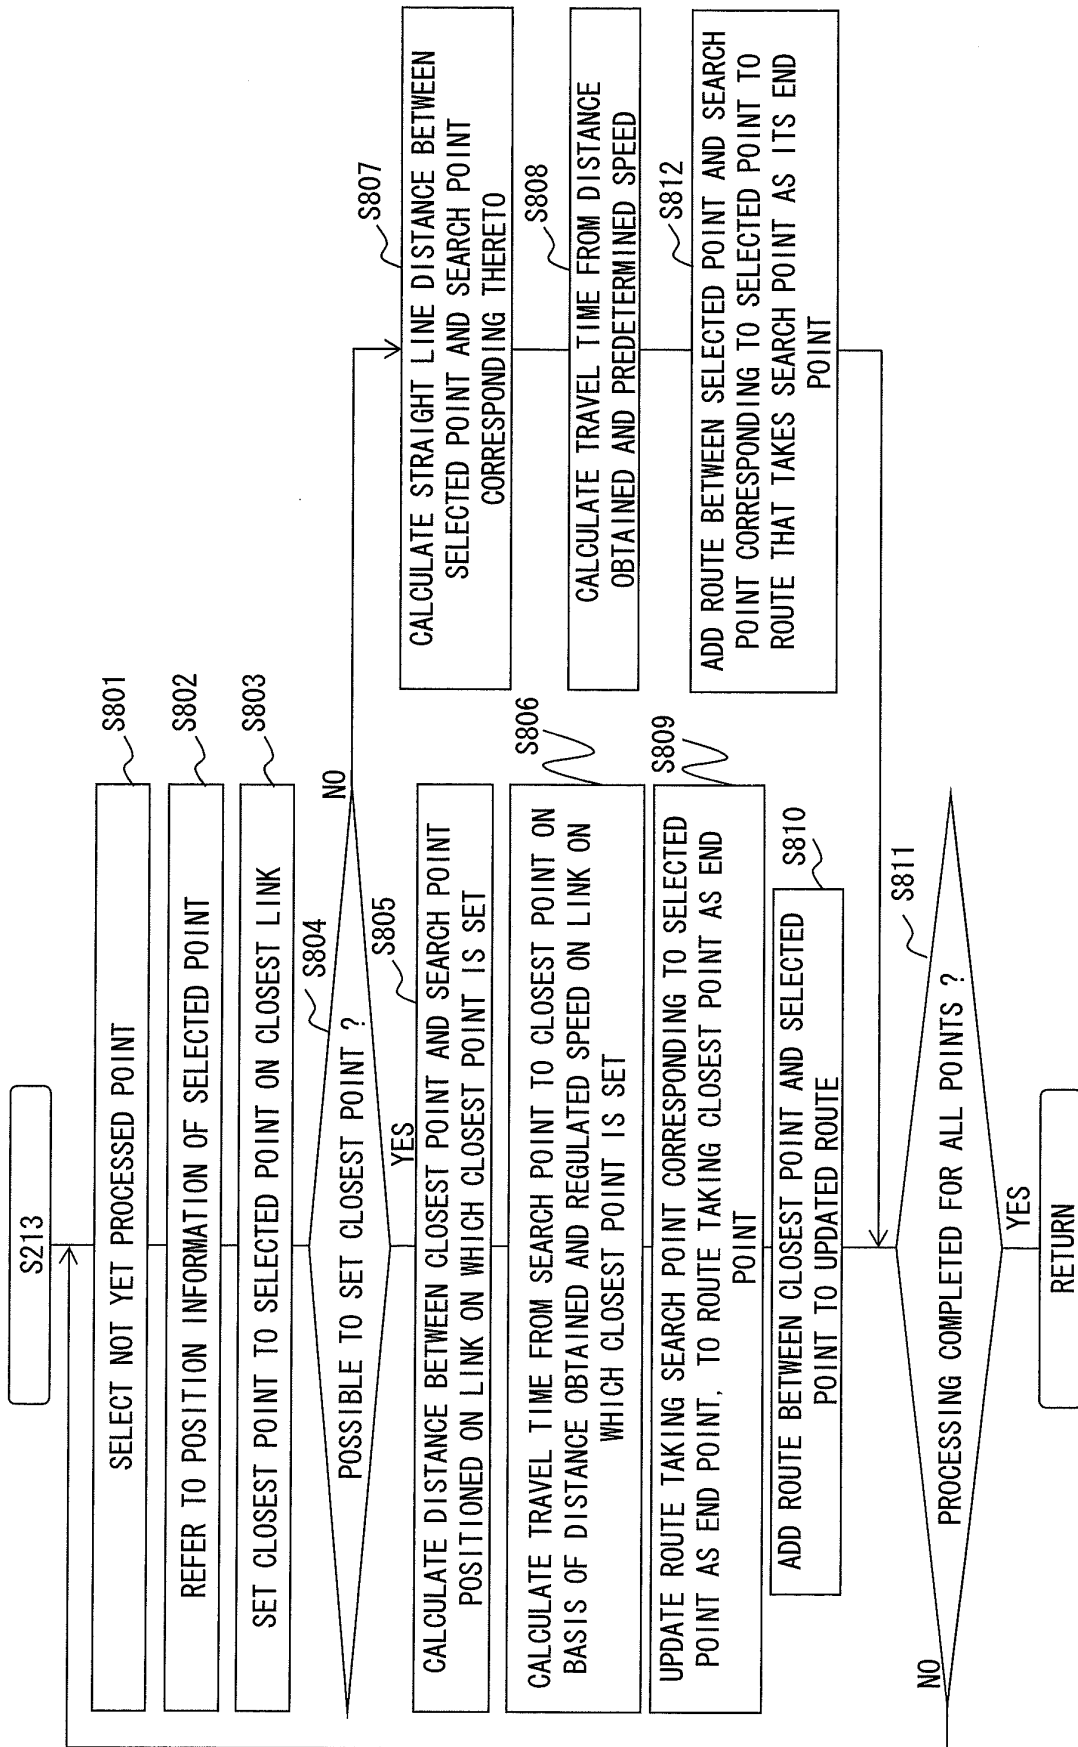 S213
SELECT NOT YET PROCESSED POINT
S801
REFER TO POSITION INFORMATION OF SELECTED POINT
S802
SET CLOSEST POINT TO SELECTED POINT ON CLOSEST LINK
S803
POSSIBLE TO SET CLOSEST POINT ?
S804
NO
YES
CALCULATE DISTANCE BETWEEN CLOSEST POINT AND SEARCH POINT
POSITIONED ON LINK ON WHICH CLOSEST POINT IS SET
S805
CALCULATE TRAVEL TIME FROM SEARCH POINT TO CLOSEST POINT ON
BASIS OF DISTANCE OBTAINED AND REGULATED SPEED ON LINK ON
WHICH CLOSEST POINT IS SET
S806
UPDATE ROUTE TAKING SEARCH POINT CORRESPONDING TO SELECTED
POINT AS END POINT, TO ROUTE TAKING CLOSEST POINT AS END
POINT
S809
ADD ROUTE BETWEEN CLOSEST POINT AND SELECTED
POINT TO UPDATED ROUTE
S810
CALCULATE STRAIGHT LINE DISTANCE BETWEEN
SELECTED POINT AND SEARCH POINT
CORRESPONDING THERETO
S807
CALCULATE TRAVEL TIME FROM DISTANCE
OBTAINED AND PREDETERMINED SPEED
S808
ADD ROUTE BETWEEN SELECTED POINT AND SEARCH
POINT CORRESPONDING TO SELECTED POINT TO
ROUTE THAT TAKES SEARCH POINT AS ITS END
POINT
S812
PROCESSING COMPLETED FOR ALL POINTS ?
S811
NO
YES
RETURN